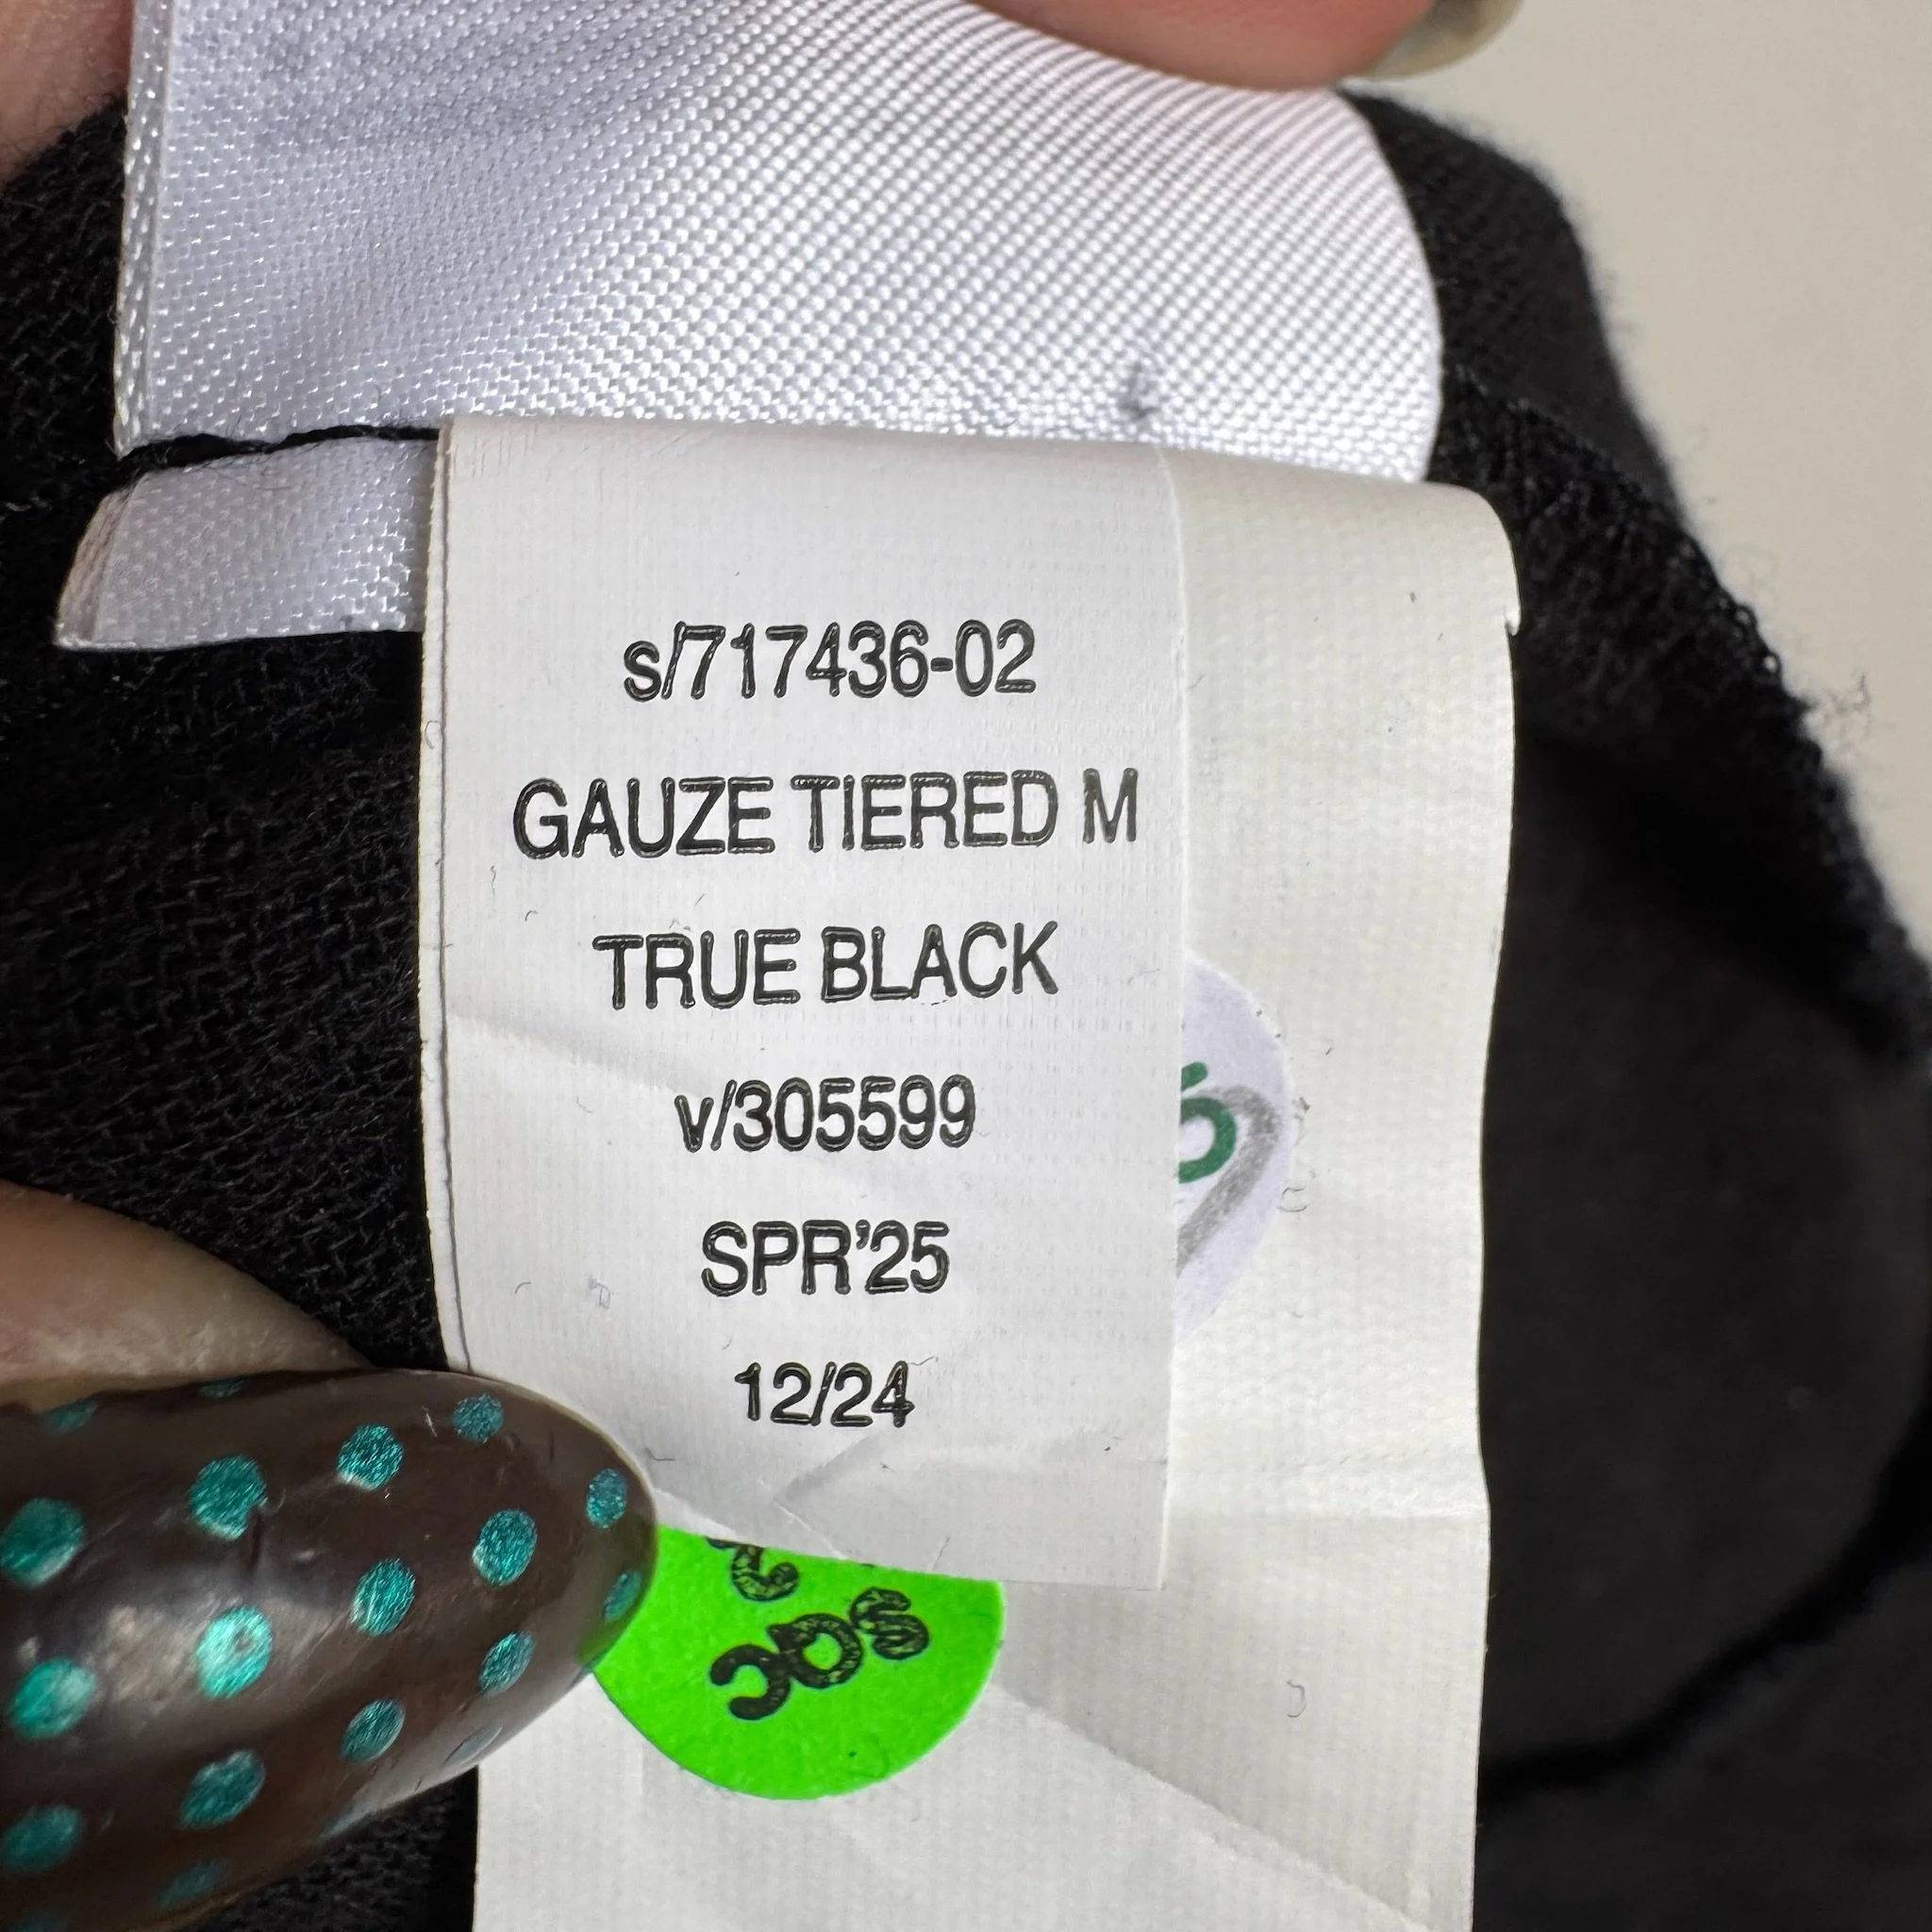 s/717436-02
GAUZE TIERED M
TRUE BLACK
v/305599
SPR'25
12/24